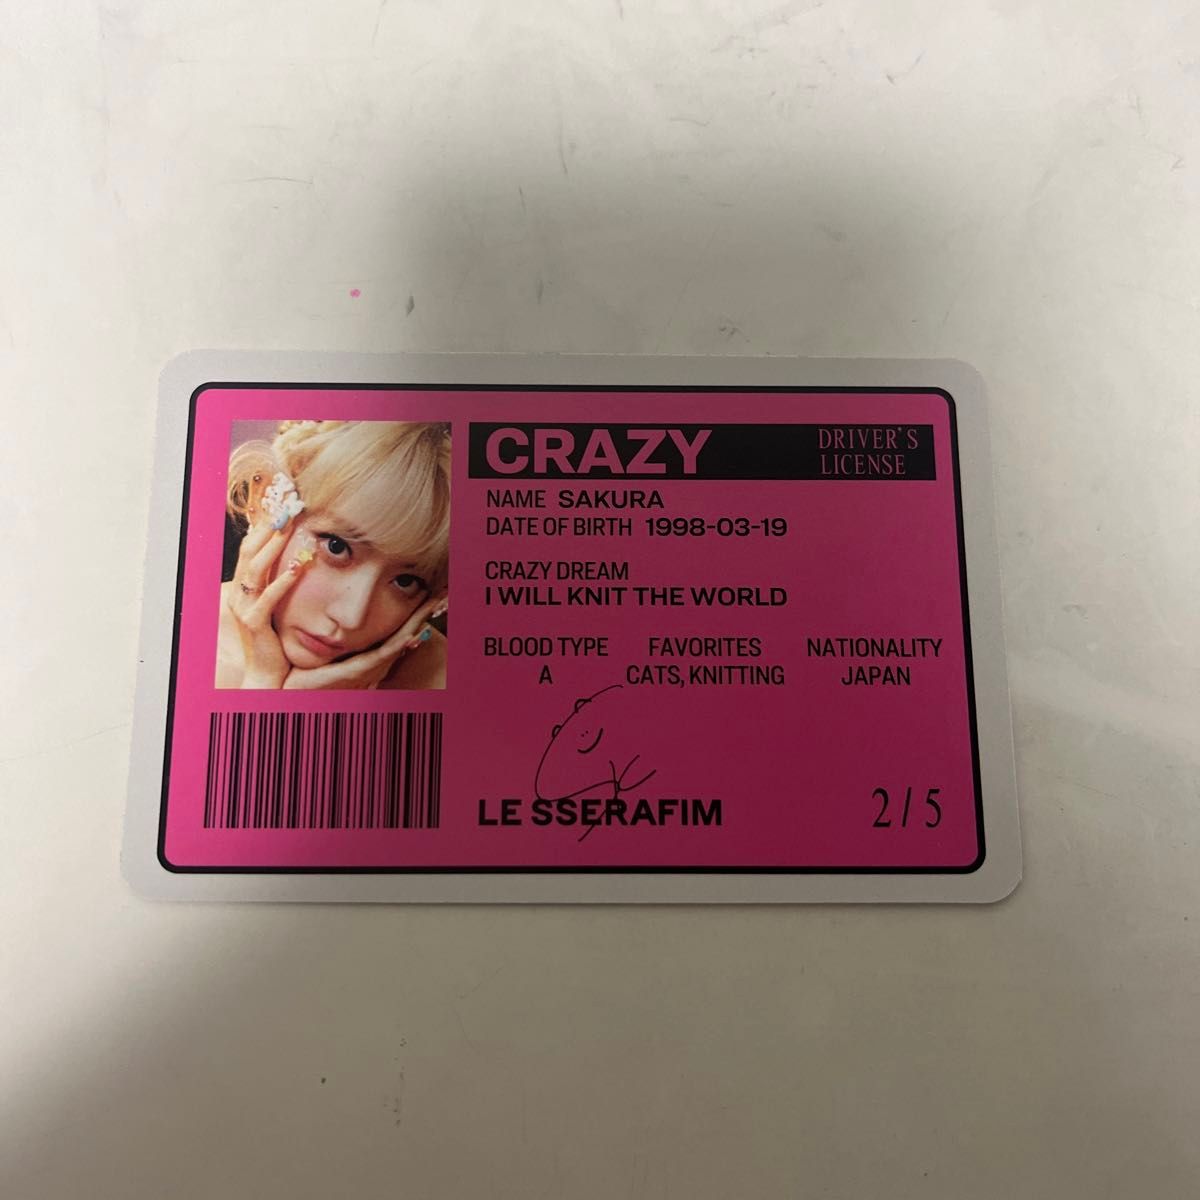 CRAZY
DRIVER'S
LICENSE
NAME SAKURA
DATE OF BIRTH 1998-03-19
CRAZY DREAM
I WILL KNIT THE WORLD
BLOOD TYPE FAVORITES NATIONALITY
A CATS, KNITTING JAPAN
LE SSERAFIM
2/5